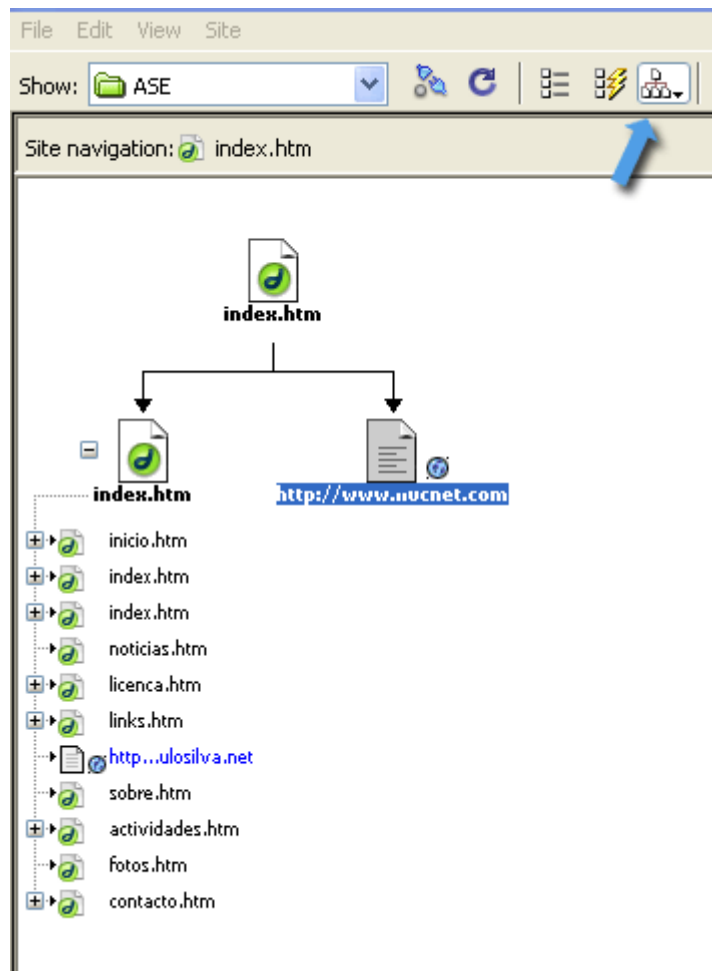 File Edit View Site
Show: ASE
Site navigation: index.htm
index.htm
index.htm http://www.nucnet.com
inicio.htm
index.htm
index.htm
noticias.htm
licenca.htm
links.htm
http...ulosilva.net
sobre.htm
actividades.htm
fotos.htm
contacto.htm